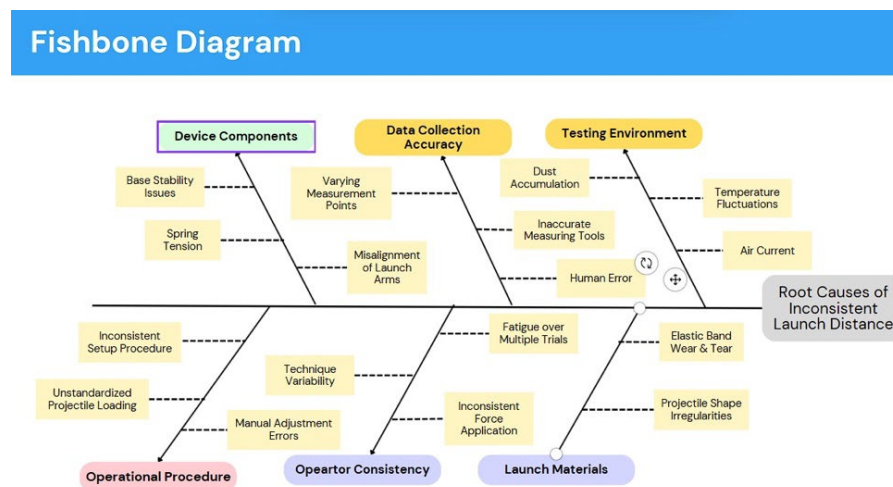 Fishbone Diagram
Device Components
Data Collection
Accuracy
Testing Environment
Base Stability
Issues
Spring
Tension
Misalignment
of Launch
Arms
Varying
Measurement
Points
Inaccurate
Measuring Tools
Human Error
Dust
Accumulation
Temperature
Fluctuations
Air Current
Root Causes of
Inconsistent
Launch Distance
Inconsistent
Setup Procedure
Unstandardized
Projectile Loading
Manual Adjustment
Errors
Technique
Variability
Fatigue over
Multiple Trials
Inconsistent
Force
Application
Elastic Band
Wear & Tear
Projectile Shape
Irregularities
Operational Procedure
Opeartor Consistency
Launch Materials